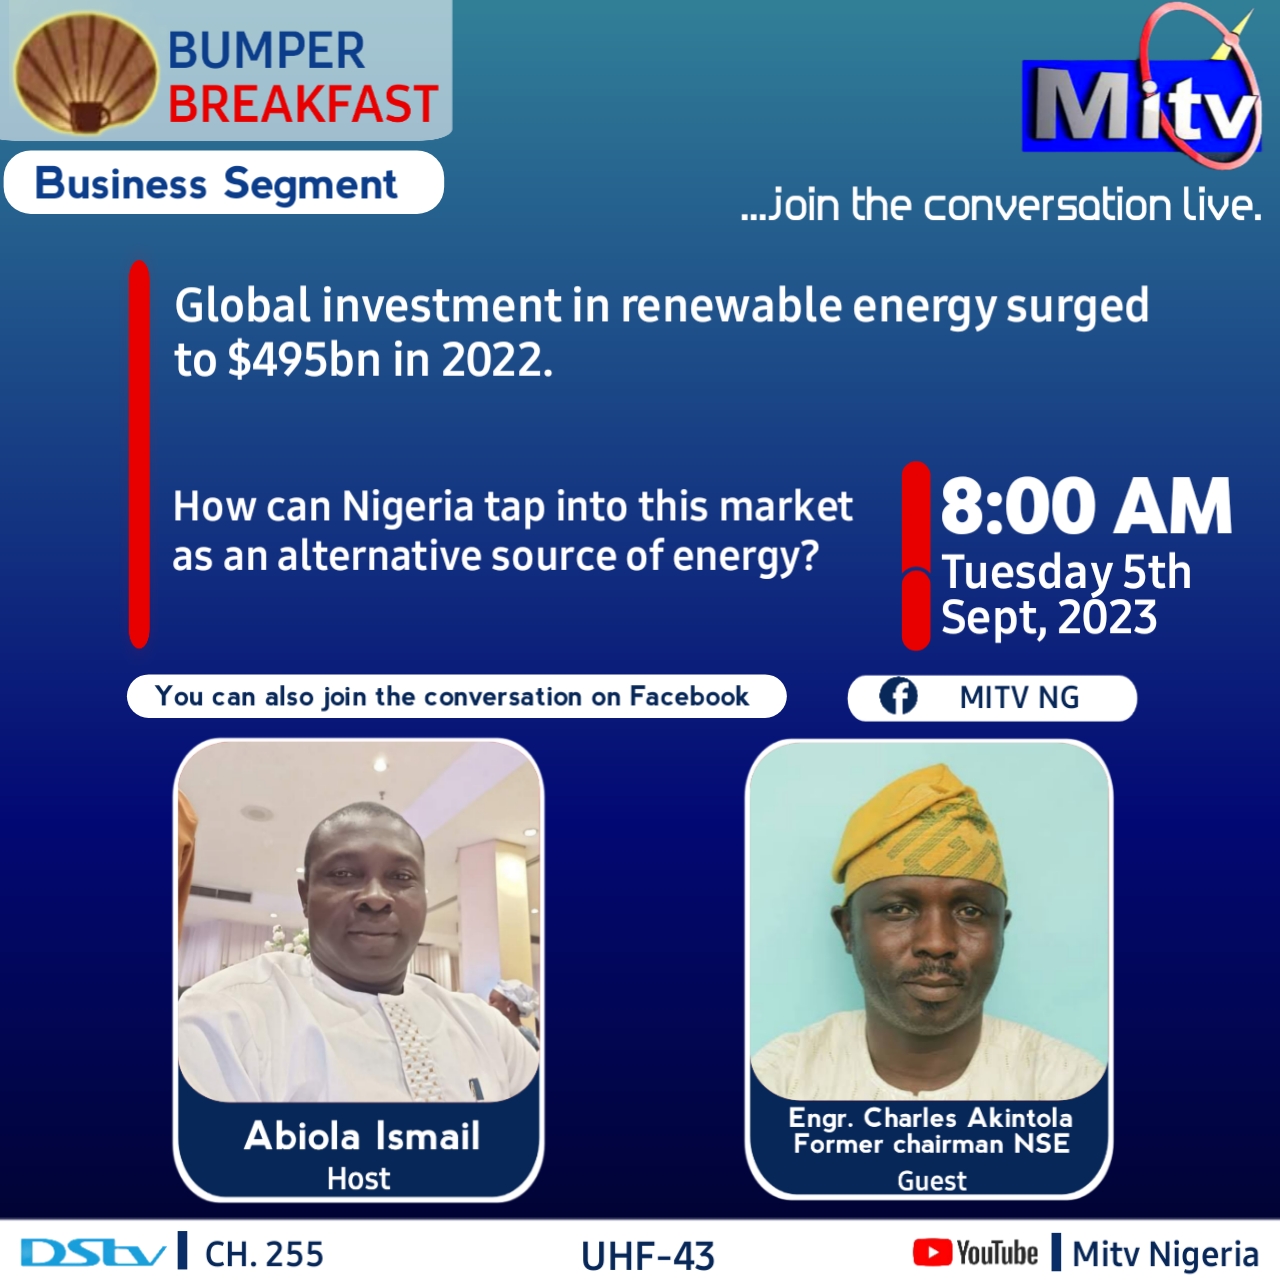 BUMPER
BREAKFAST
Business Segment
Mitv
...join the conversation live.
Global investment in renewable energy surged
to $495bn in 2022.
How can Nigeria tap into this market
as an alternative source of energy?
8:00 AM
Tuesday 5th
Sept, 2023
You can also join the conversation on Facebook
MITV NG
Abiola Ismail
Host
Engr. Charles Akintola
Former chairman NSE
Guest
DStv
CH. 255
UHF-43
YouTube
Mitv Nigeria